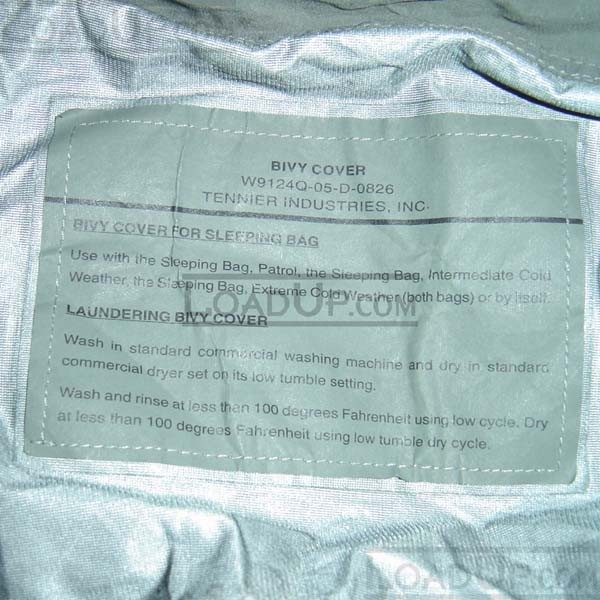 LOADUP.COM
BIVY COVER
W9124Q-05-D-0826
TENNIER INDUSTRIES, INC.
BIVY COVER FOR SLEEPING BAG
Use with the Sleeping Bag, Patrol, the Sleeping Bag, Intermediate Cold
Weather, the Sleeping Bag, Extreme Cold Weather (both bags) or by itself.
LOADUP.COM
LAUNDERING BIVY COVER
Wash in standard commercial washing machine and dry in standard
commercial dryer set on its low tumble setting.
Wash and rinse at less than 100 degrees Fahrenheit using low cycle. Dry
at less than 100 degrees Fahrenheit using low tumble dry cycle.
LOADUP.COM